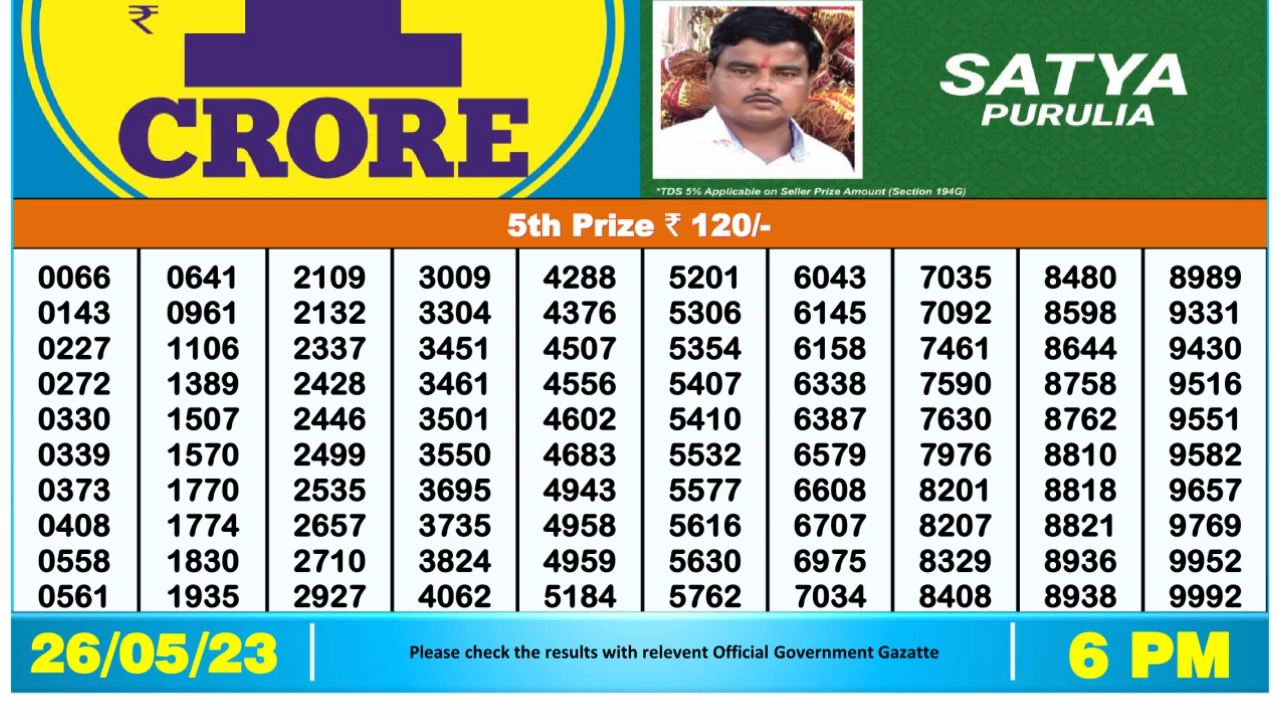 ₹
1
CRORE
SATYA
PURULIA
*TDS 5% Applicable on Seller Prize Amount (Section 194G)
5th Prize ₹ 120/-
0066 0641 2109 3009 4288 5201 6043 7035 8480 8989
0143 0961 2132 3304 4376 5306 6145 7092 8598 9331
0227 1106 2337 3451 4507 5354 6158 7461 8644 9430
0272 1389 2428 3461 4556 5407 6338 7590 8758 9516
0330 1507 2446 3501 4602 5410 6387 7630 8762 9551
0339 1570 2499 3550 4683 5532 6579 7976 8810 9582
0373 1770 2535 3695 4943 5577 6608 8201 8818 9657
0408 1774 2657 3735 4958 5616 6707 8207 8821 9769
0558 1830 2710 3824 4959 5630 6975 8329 8936 9952
0561 1935 2927 4062 5184 5762 7034 8408 8938 9992
26/05/23
Please check the results with relevent Official Government Gazatte
6 PM